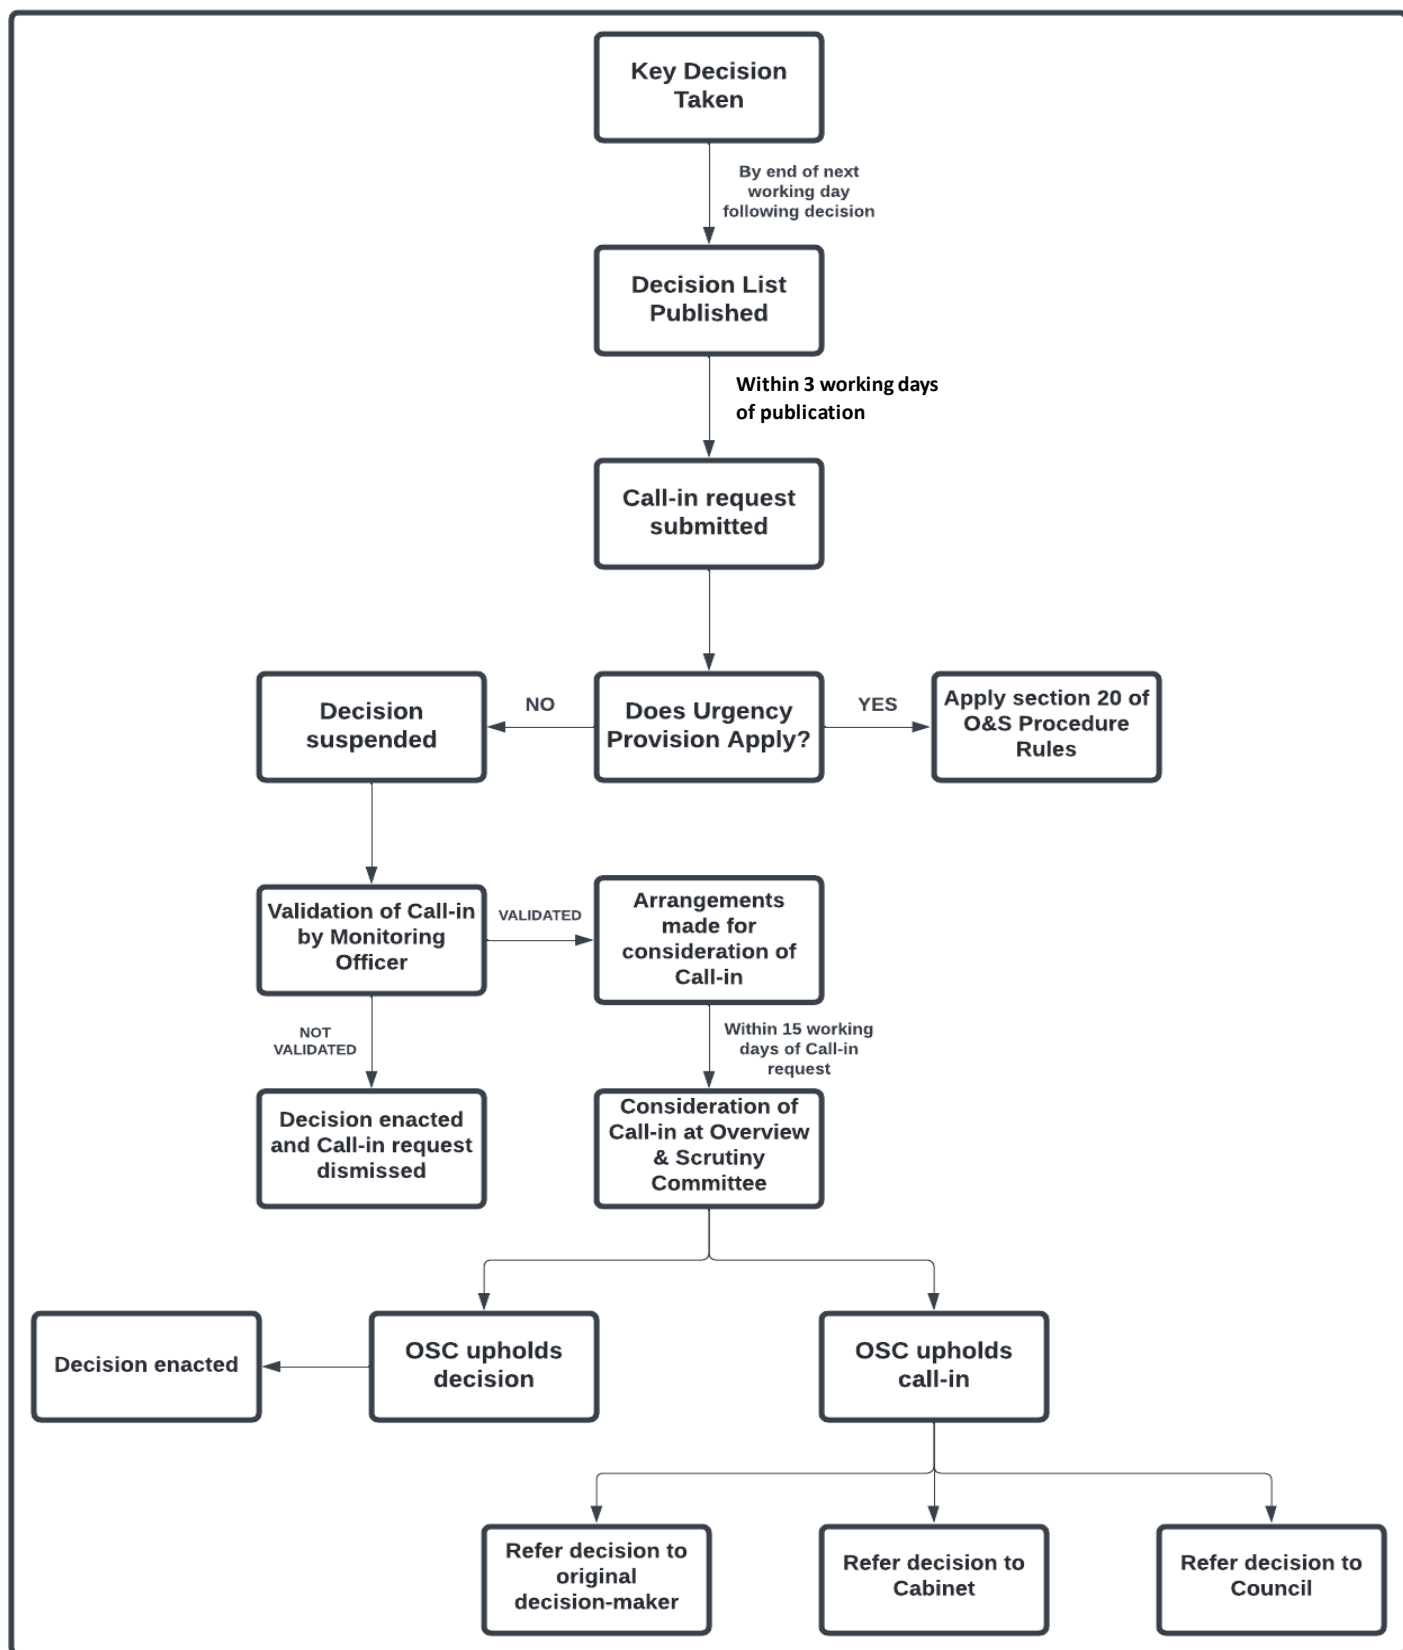 Key Decision
Taken
By end of next
working day
following decision
Decision List
Published
Within 3 working days
of publication
Call-in request
submitted
Decision
suspended
NO
Does Urgency
Provision Apply?
YES
Apply section 20 of
O&S Procedure
Rules
Validation of Call-in
by Monitoring
Officer
VALIDATED
Arrangements
made for
consideration of
Call-in
NOT
VALIDATED
Within 15 working
days of Call-in
request
Decision enacted
and Call-in request
dismissed
Consideration of
Call-in at Overview
& Scrutiny
Committee
Decision enacted
OSC upholds
decision
OSC upholds
call-in
Refer decision to
original
decision-maker
Refer decision to
Cabinet
Refer decision to
Council